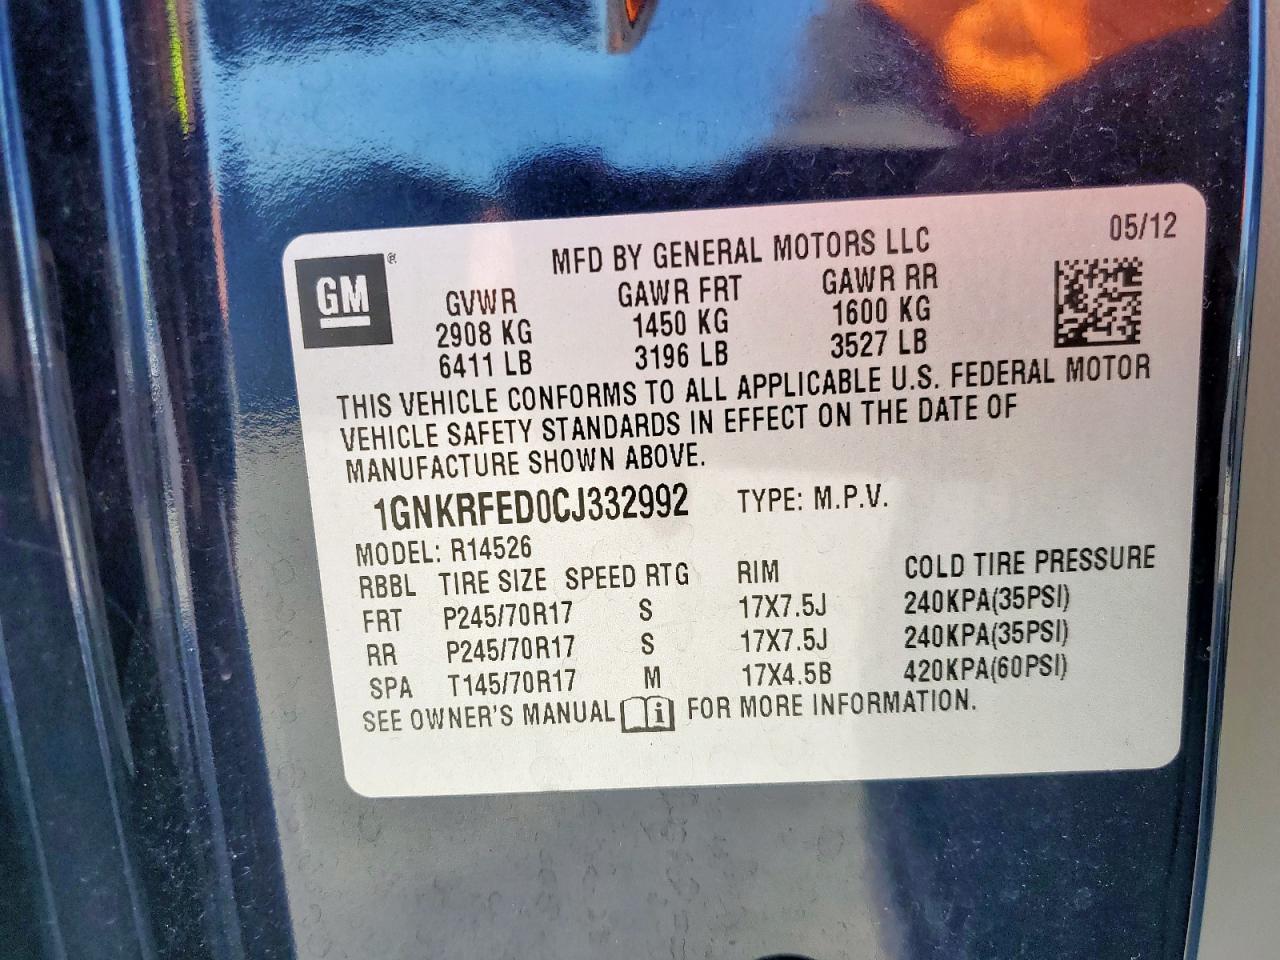 05/12
MFD BY GENERAL MOTORS LLC
GM®
GVWR GAWR FRT GAWR RR
2908 KG 1450 KG 1600 KG
6411 LB 3196 LB 3527 LB
THIS VEHICLE CONFORMS TO ALL APPLICABLE U.S. FEDERAL MOTOR
VEHICLE SAFETY STANDARDS IN EFFECT ON THE DATE OF
MANUFACTURE SHOWN ABOVE.
1GNKRFED0CJ332992 TYPE: M.P.V.
MODEL: R14526
RBBL TIRE SIZE SPEED RTG RIM COLD TIRE PRESSURE
FRT P245/70R17 S 17X7.5J 240KPA(35PSI)
RR P245/70R17 S 17X7.5J 240KPA(35PSI)
SPA T145/70R17 M 17X4.5B 420KPA(60PSI)
SEE OWNER'S MANUAL i FOR MORE INFORMATION.